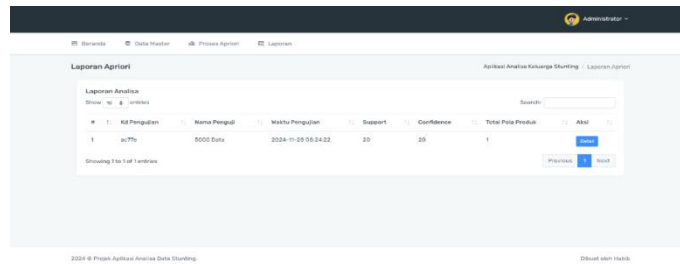 Administrator
Beranda Data Master Proses Apriori Laporan
Laporan Apriori
Aplikasi Analisa Keluarga Stunting / Laporan Apriori
Laporan Analisa
Show 10 entries Search:
# Kd Pengujian Nama Penguji Waktu Pengujian Support Confidence Total Pola Produk Aksi
1 5000 Data 2024-11-29 06:24:22 20 20 1 Detail
Showing 1 to 1 of 1 entries
Previous 1 Next
2024 © Projek Aplikasi Analisa Data Stunting. Dibuat oleh Habib